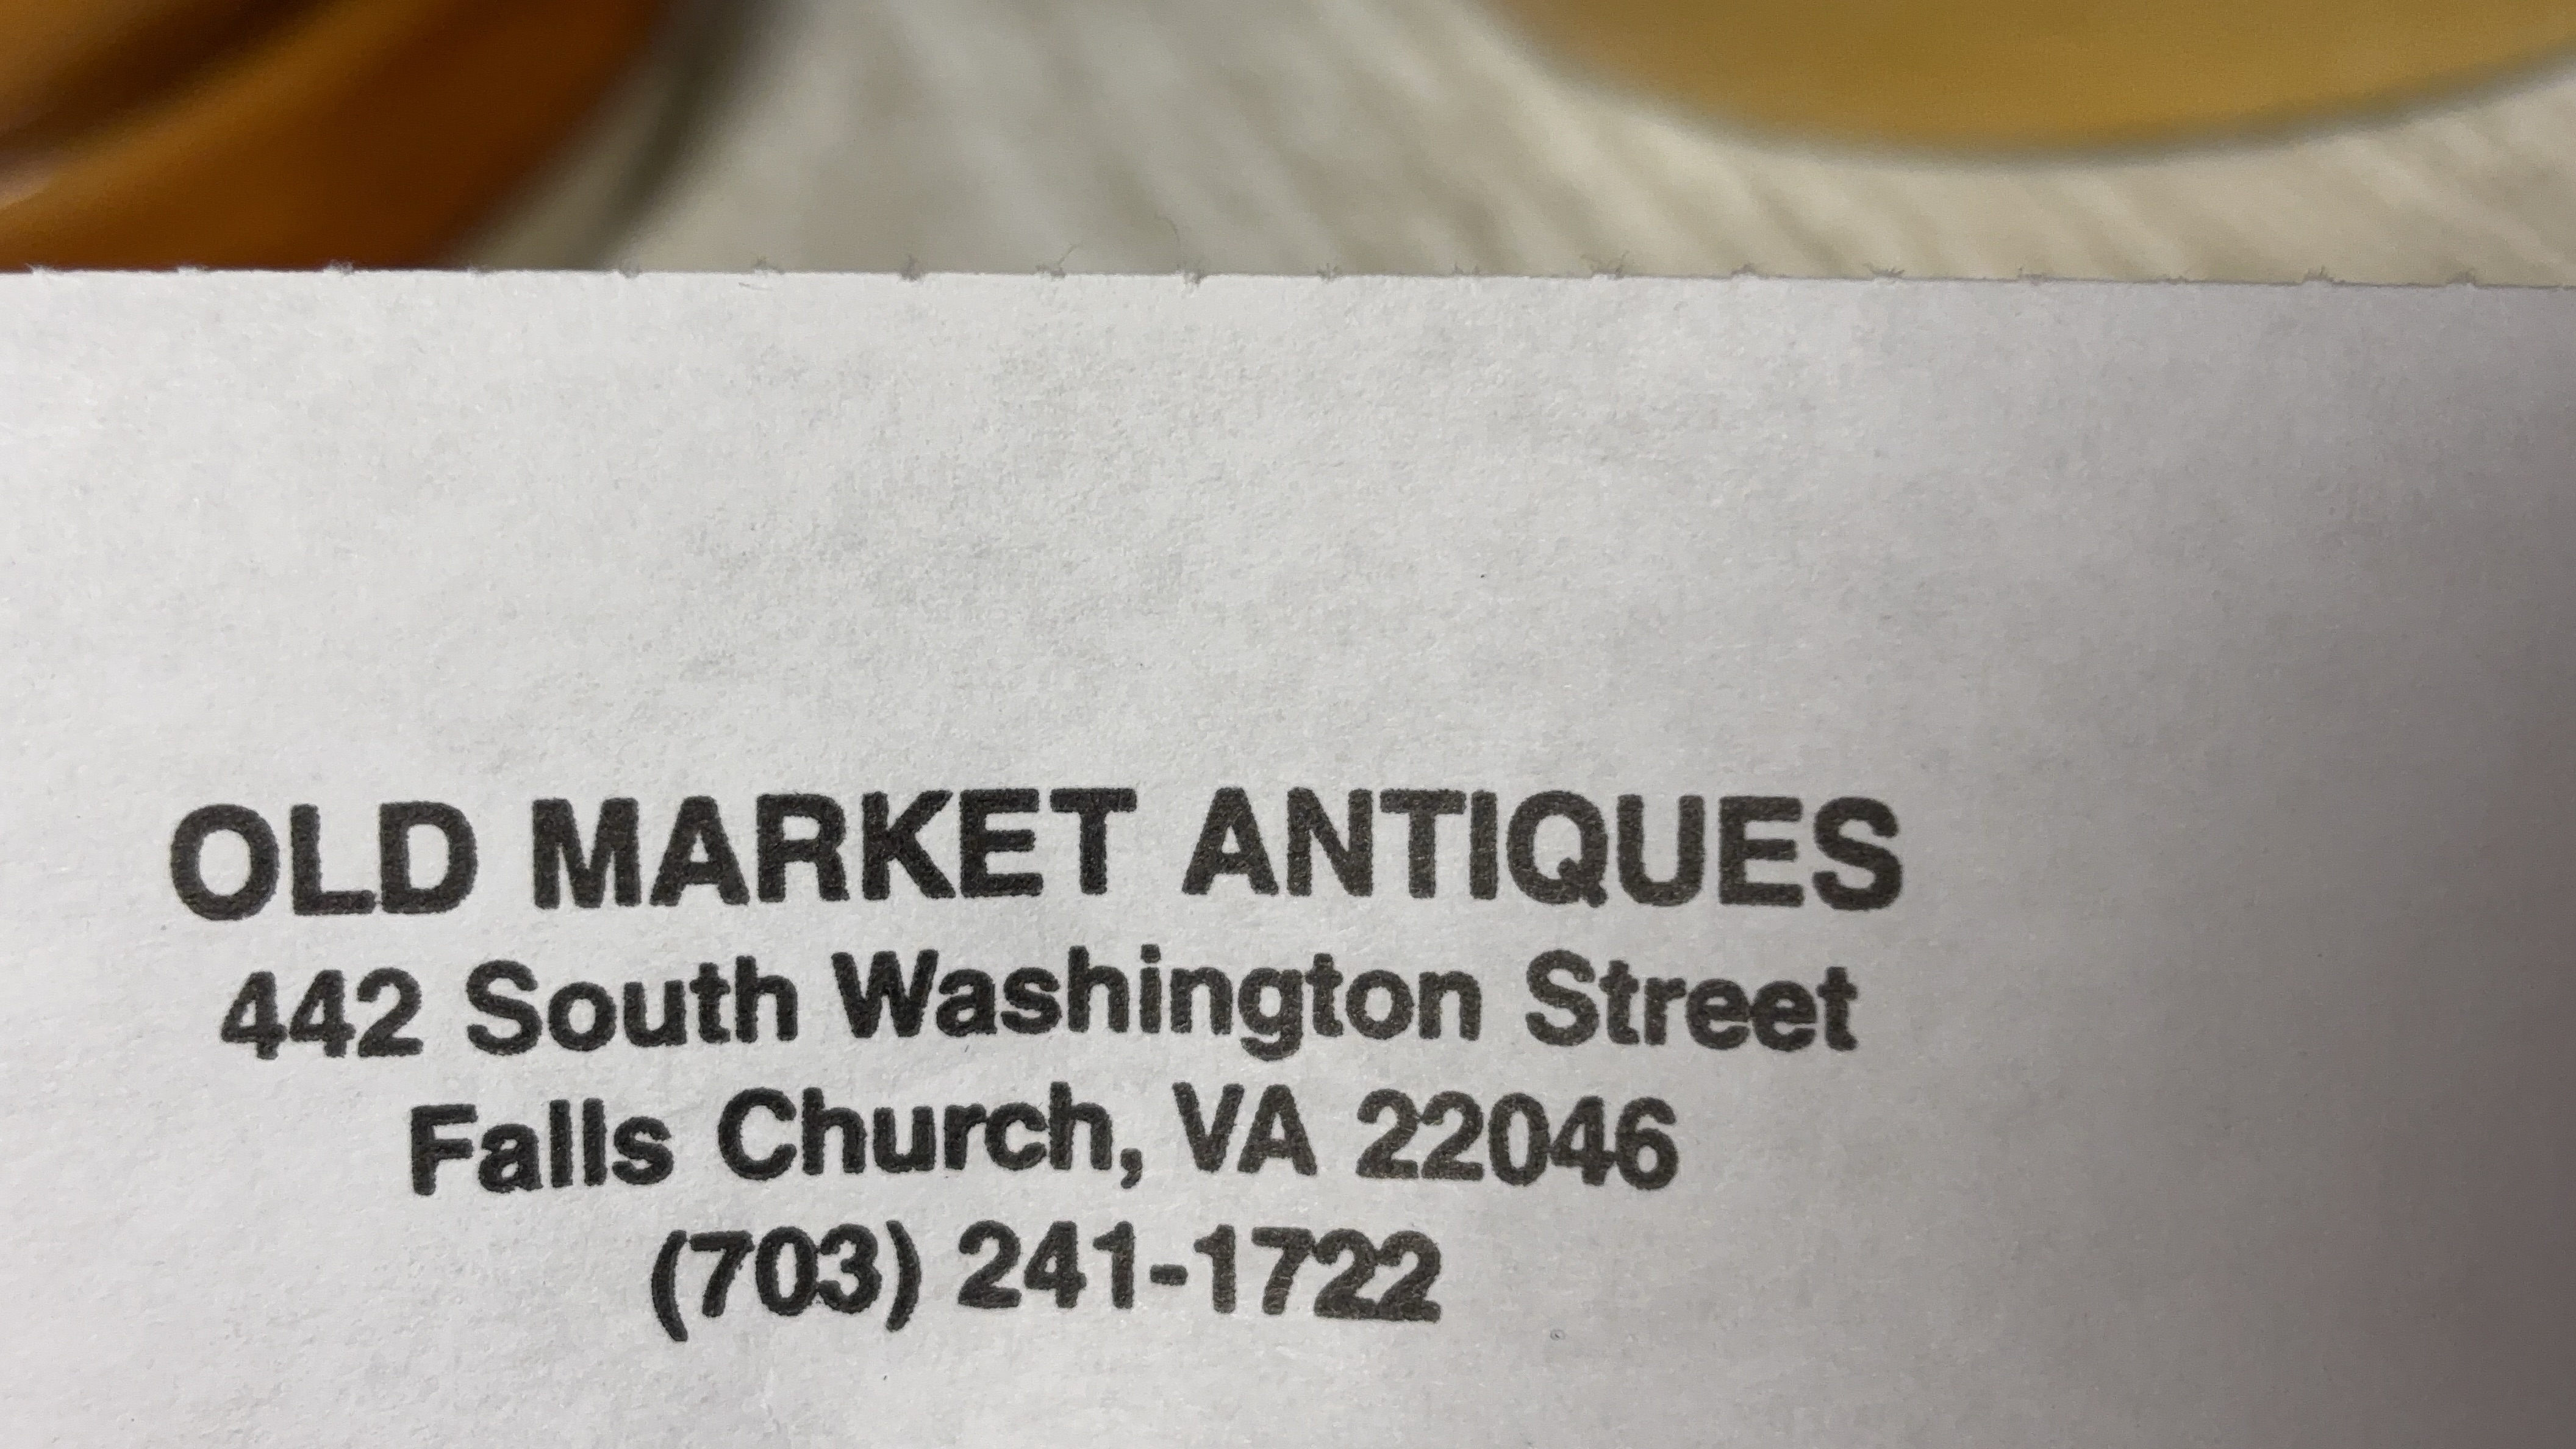 OLD MARKET ANTIQUES
442 South Washington Street
Falls Church, VA 22046
(703) 241-1722